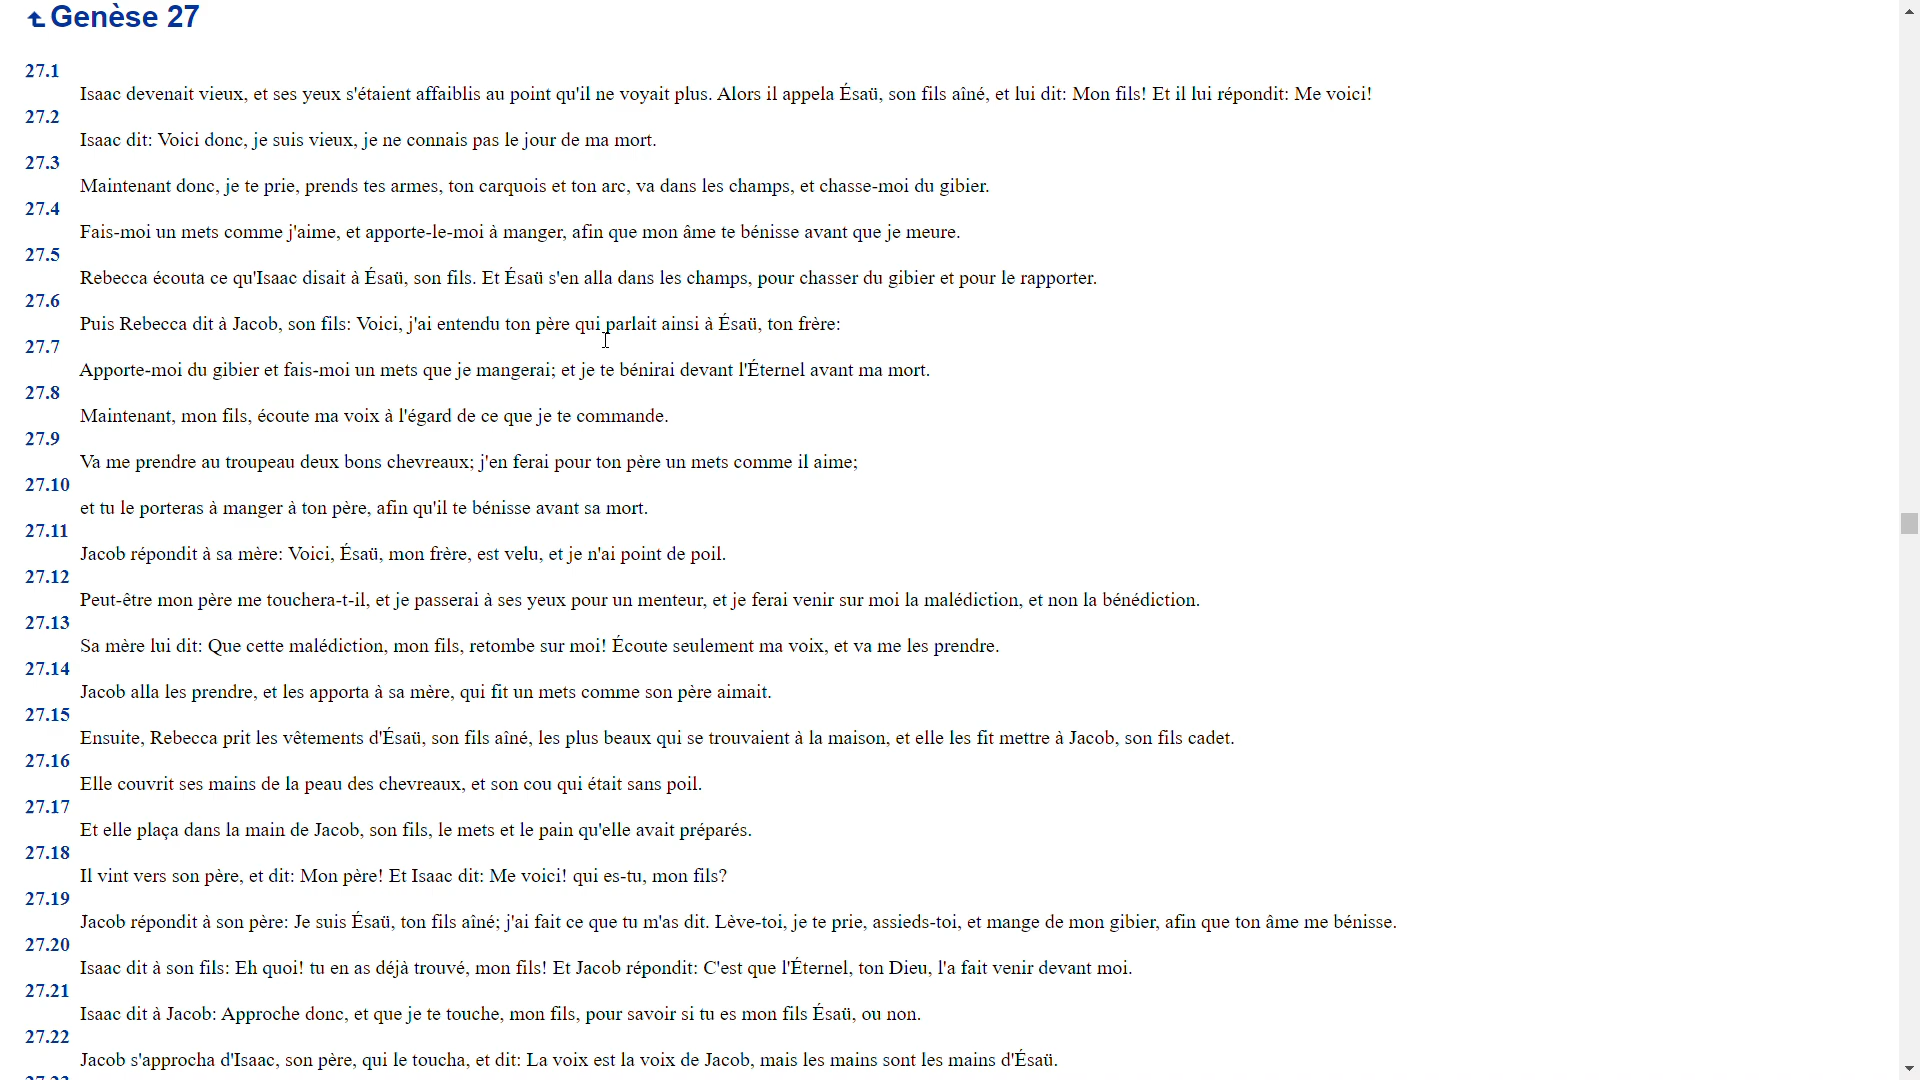 Genèse 27
27.1
Isaac devenait vieux, et ses yeux s'étaient affaiblis au point qu'il ne voyait plus. Alors il appela Ésaü, son fils aîné, et lui dit: Mon fils! Et il lui répondit: Me voici!
27.2
Isaac dit: Voici donc, je suis vieux, je ne connais pas le jour de ma mort.
27.3
Maintenant donc, je te prie, prends tes armes, ton carquois et ton arc, va dans les champs, et chasse-moi du gibier.
27.4
Fais-moi un mets comme j'aime, et apporte-le-moi à manger, afin que mon âme te bénisse avant que je meure.
27.5
Rebecca écouta ce qu'Isaac disait à Ésaü, son fils. Et Ésaü s'en alla dans les champs, pour chasser du gibier et pour le rapporter.
27.6
Puis Rebecca dit à Jacob, son fils: Voici, j'ai entendu ton père qui parlait ainsi à Ésaü, ton frère:
27.7
Apporte-moi du gibier et fais-moi un mets que je mangerai; et je te bénirai devant l'Éternel avant ma mort.
27.8
Maintenant, mon fils, écoute ma voix à l'égard de ce que je te commande.
27.9
Va me prendre au troupeau deux bons chevreaux; j'en ferai pour ton père un mets comme il aime;
27.10
et tu le porteras à manger à ton père, afin qu'il te bénisse avant sa mort.
27.11
Jacob répondit à sa mère: Voici, Ésaü, mon frère, est velu, et je n'ai point de poil.
27.12
Peut-être mon père me touchera-t-il, et je passerai à ses yeux pour un menteur, et je ferai venir sur moi la malédiction, et non la bénédiction.
27.13
Sa mère lui dit: Que cette malédiction, mon fils, retombe sur moi! Écoute seulement ma voix, et va me les prendre.
27.14
Jacob alla les prendre, et les apporta à sa mère, qui fit un mets comme son père aimait.
27.15
Ensuite, Rebecca prit les vêtements d'Ésaü, son fils aîné, les plus beaux qui se trouvaient à la maison, et elle les fit mettre à Jacob, son fils cadet.
27.16
Elle couvrit ses mains de la peau des chevreaux, et son cou qui était sans poil.
27.17
Et elle plaça dans la main de Jacob, son fils, le mets et le pain qu'elle avait préparés.
27.18
Il vint vers son père, et dit: Mon père! Et Isaac dit: Me voici! qui es-tu, mon fils?
27.19
Jacob répondit à son père: Je suis Ésaü, ton fils aîné; j'ai fait ce que tu m'as dit. Lève-toi, je te prie, assieds-toi, et mange de mon gibier, afin que ton âme me bénisse.
27.20
Isaac dit à son fils: Eh quoi! tu en as déjà trouvé, mon fils! Et Jacob répondit: C'est que l'Éternel, ton Dieu, l'a fait venir devant moi.
27.21
Isaac dit à Jacob: Approche donc, et que je te touche, mon fils, pour savoir si tu es mon fils Ésaü, ou non.
27.22
Jacob s'approcha d'Isaac, son père, qui le toucha, et dit: La voix est la voix de Jacob, mais les mains sont les mains d'Ésaü.